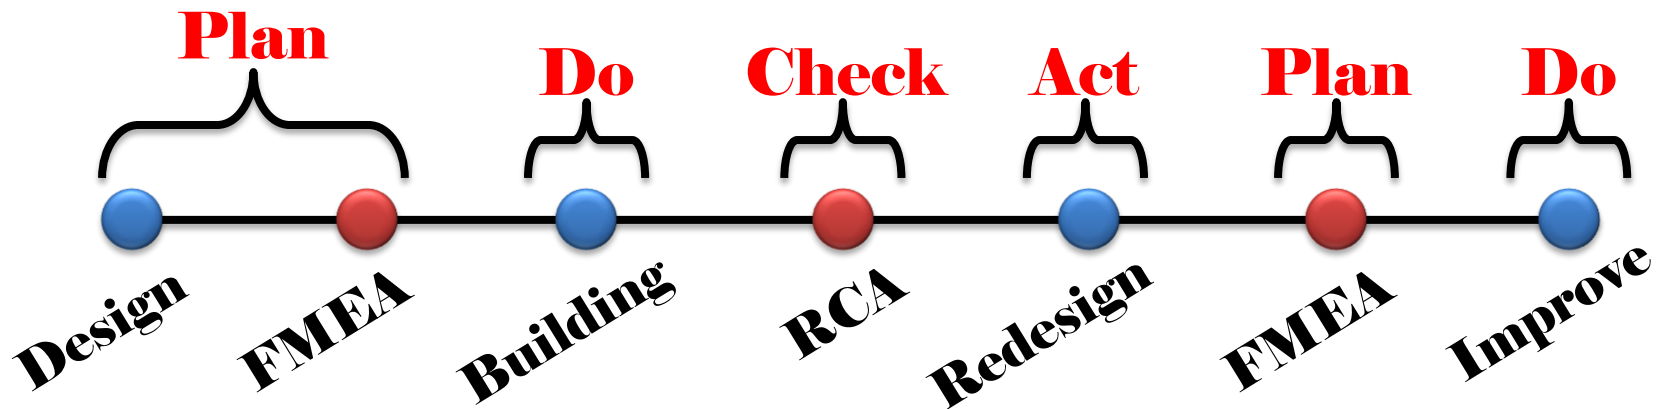 Plan
Do
Check
Act
Plan
Do
Design
FMEA
Building
RCA
Redesign
FMEA
Improve